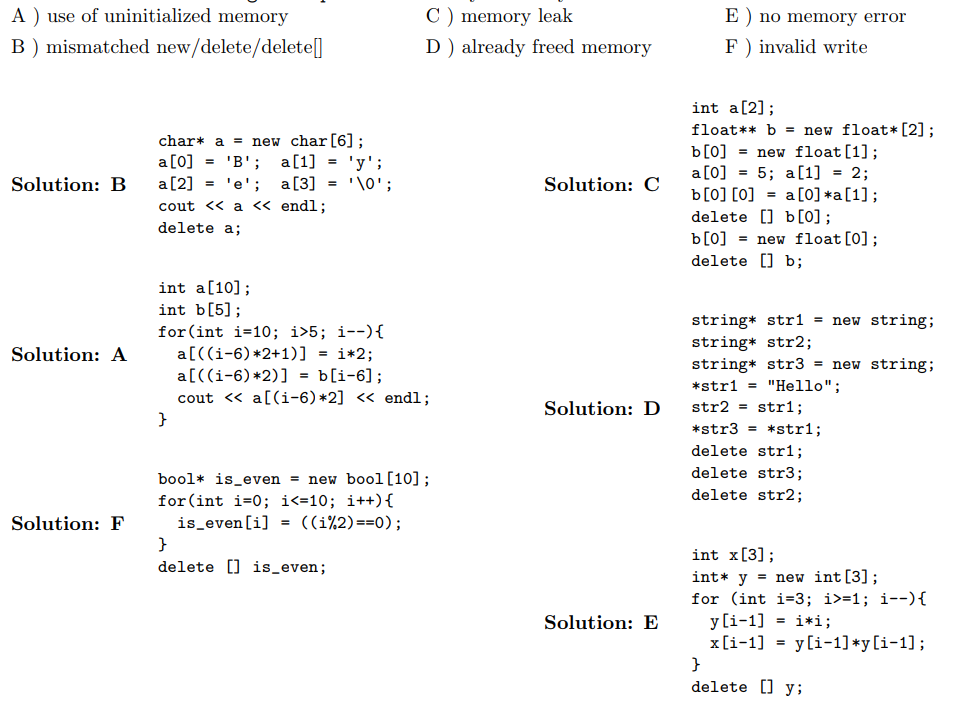 A ) use of uninitialized memory
C ) memory leak
E ) no memory error
B ) mismatched new/delete/delete[]
D ) already freed memory
F ) invalid write
Solution: B
char* a = new char[6];
a[0] = 'B';  a[1] = 'y';
a[2] = 'e';  a[3] = '\0';
cout << a << endl;
delete a;
Solution: A
int a[10];
int b[5];
for(int i=10; i>5; i--){
  a[((i-6)*2+1)] = i*2;
  a[((i-6)*2)] = b[i-6];
  cout << a[(i-6)*2] << endl;
}
Solution: F
bool* is_even = new bool[10];
for(int i=0; i<=10; i++){
  is_even[i] = ((i%2)==0);
}
delete [] is_even;
Solution: C
int a[2];
float** b = new float*[2];
b[0] = new float[1];
a[0] = 5; a[1] = 2;
b[0][0] = a[0]*a[1];
delete [] b[0];
b[0] = new float[0];
delete [] b;
Solution: D
string* str1 = new string;
string* str2;
string* str3 = new string;
*str1 = "Hello";
str2 = str1;
*str3 = *str1;
delete str1;
delete str3;
delete str2;
Solution: E
int x[3];
int* y = new int[3];
for (int i=3; i>=1; i--){
  y[i-1] = i*i;
  x[i-1] = y[i-1]*y[i-1];
}
delete [] y;